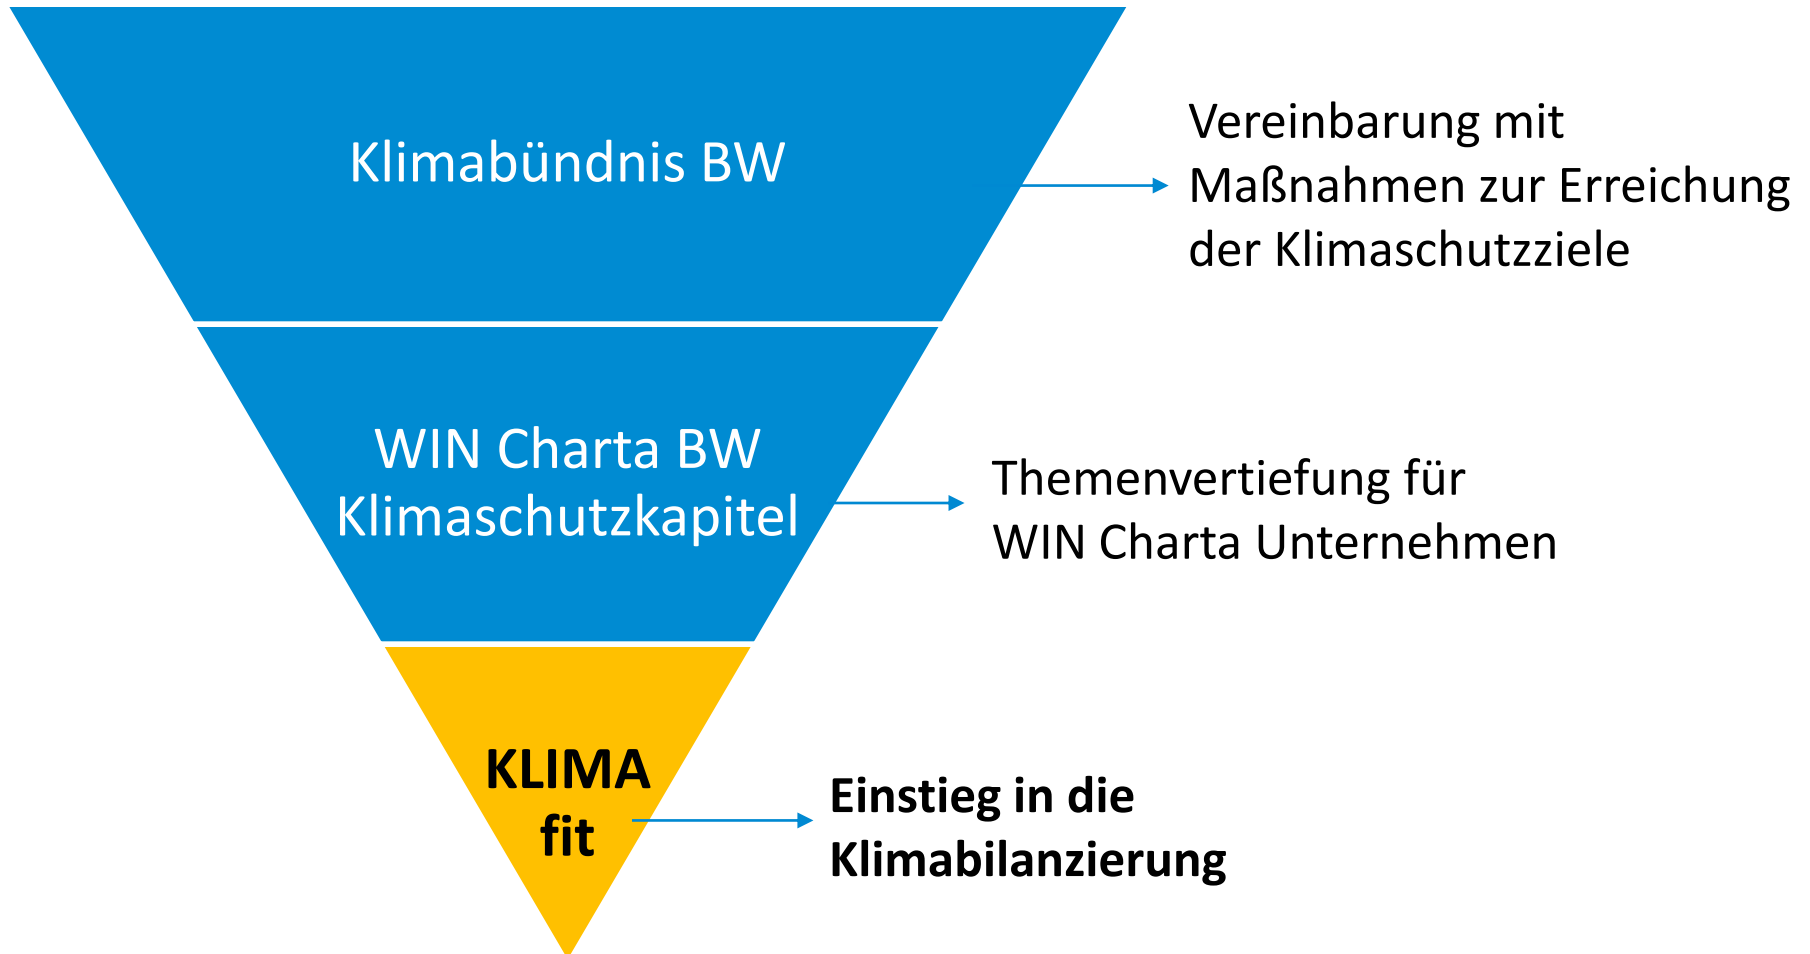 Klimabündnis BW
Vereinbarung mit
Maßnahmen zur Erreichung
der Klimaschutzziele
WIN Charta BW
Klimaschutzkapitel
Themenvertiefung für
WIN Charta Unternehmen
KLIMA
fit
Einstieg in die
Klimabilanzierung